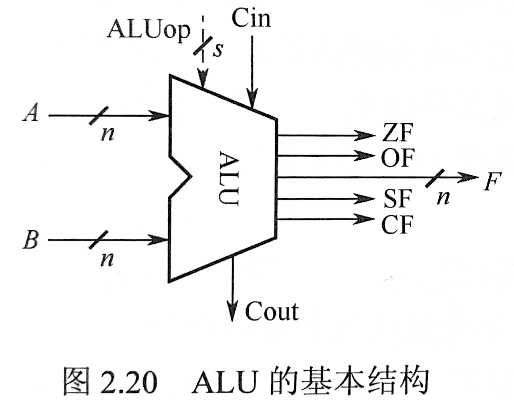 ALUop
s
Cin
A
n
ZF
OF
ALU
n
F
SF
CF
B
n
Cout
图 2.20 ALU 的基本结构